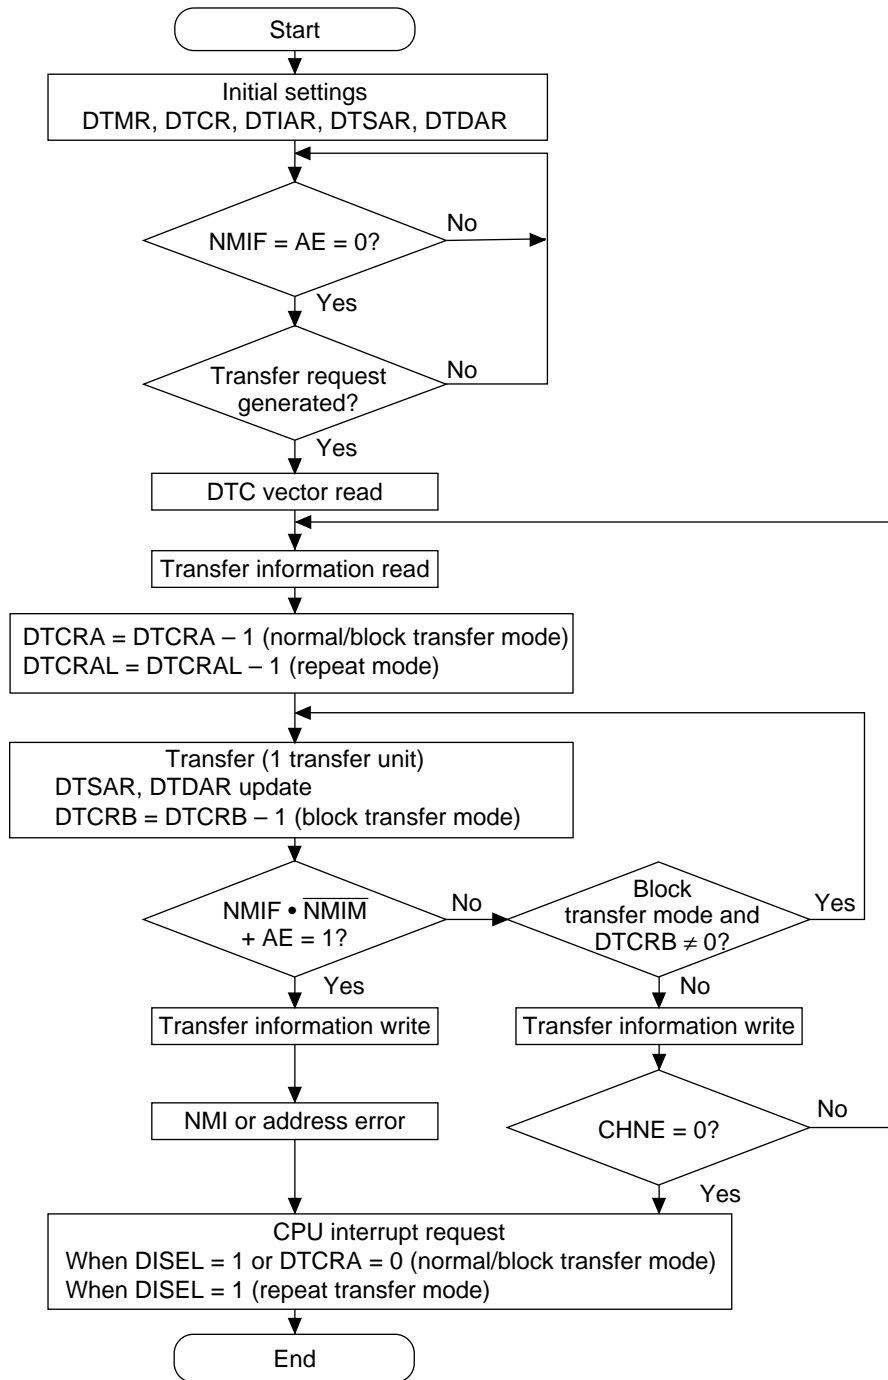 Start
Initial settings
DTMR, DTCR, DTIAR, DTSAR, DTDAR
NMIF = AE = 0?
No
Yes
Transfer request
generated?
No
Yes
DTC vector read
Transfer information read
DTCRA = DTCRA – 1 (normal/block transfer mode)
DTCRAL = DTCRAL – 1 (repeat mode)
Transfer (1 transfer unit)
DTSAR, DTDAR update
DTCRB = DTCRB – 1 (block transfer mode)
NMIF • N̅M̅I̅M̅
+ AE = 1?
No
Yes
Block
transfer mode and
DTCRB ≠ 0?
Yes
No
Transfer information write
Transfer information write
NMI or address error
CHNE = 0?
No
Yes
CPU interrupt request
When DISEL = 1 or DTCRA = 0 (normal/block transfer mode)
When DISEL = 1 (repeat transfer mode)
End